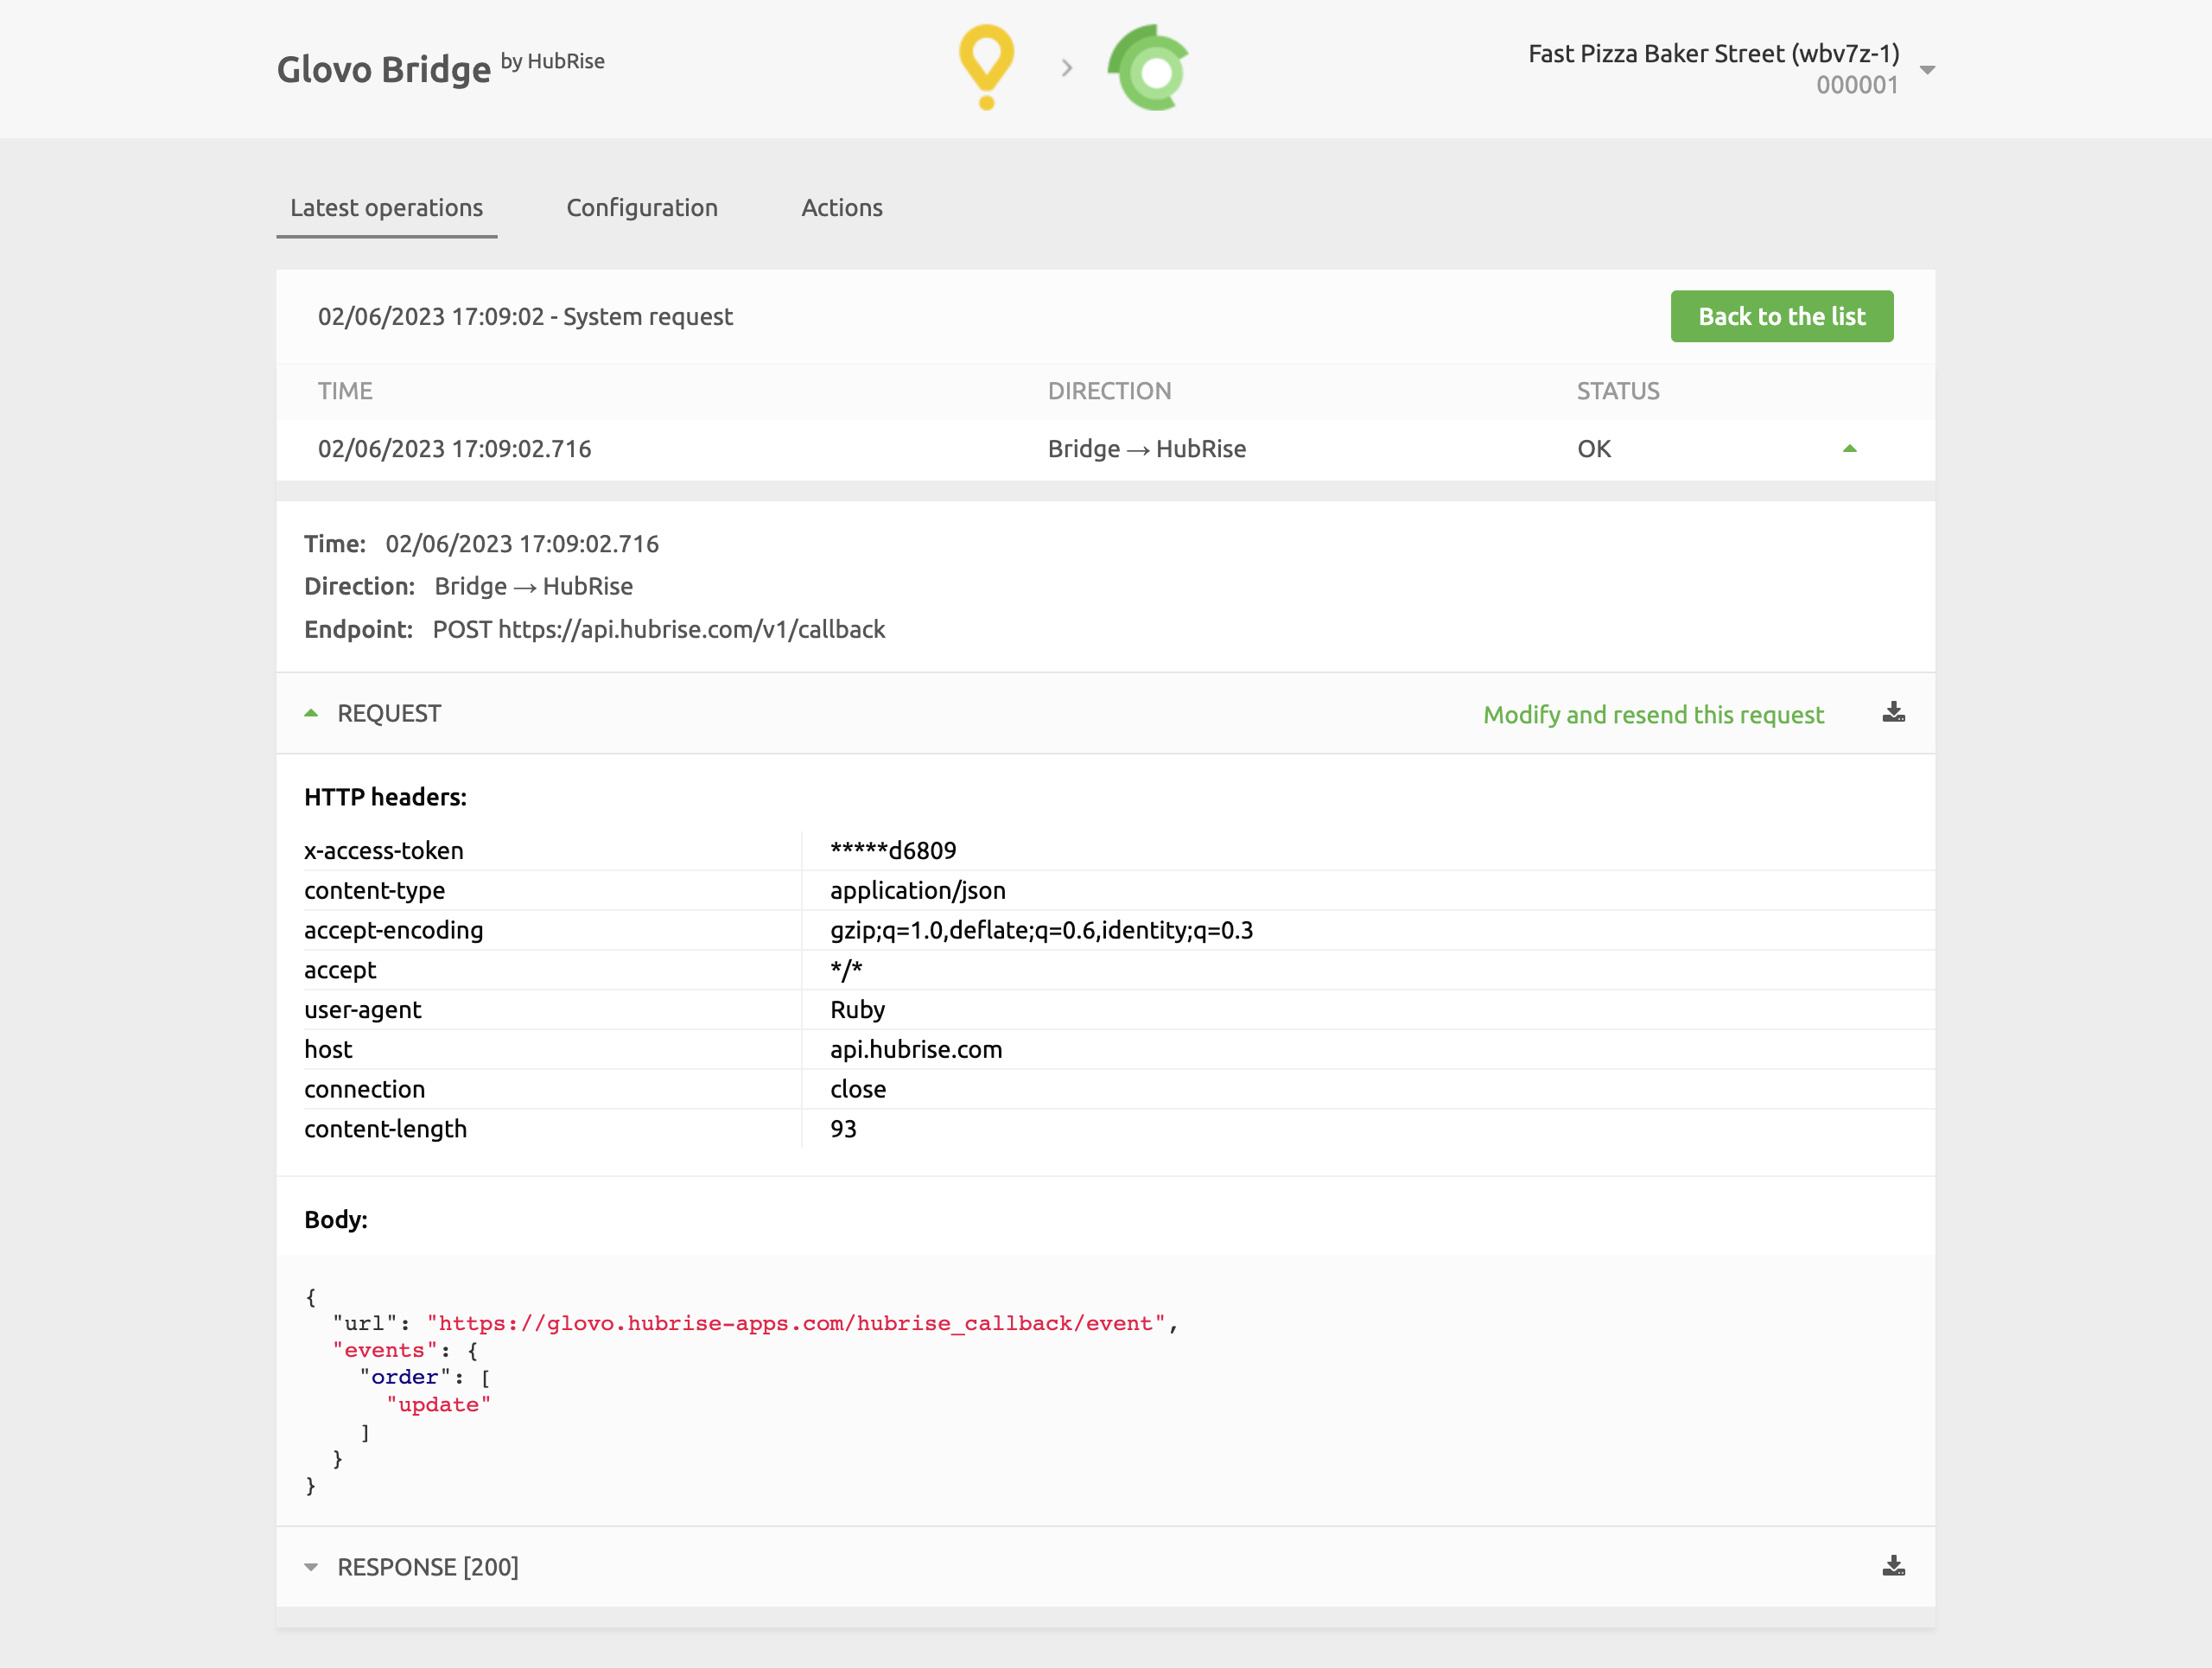 Glovo Bridge by HubRise
Fast Pizza Baker Street (wbv7z-1)
000001
Latest operations Configuration Actions
02/06/2023 17:09:02 - System request Back to the list
TIME DIRECTION STATUS
02/06/2023 17:09:02.716 Bridge → HubRise OK
Time: 02/06/2023 17:09:02.716
Direction: Bridge → HubRise
Endpoint: POST https://api.hubrise.com/v1/callback
REQUEST Modify and resend this request
HTTP headers:
x-access-token *****d6809
content-type application/json
accept-encoding gzip;q=1.0,deflate;q=0.6,identity;q=0.3
accept */*
user-agent Ruby
host api.hubrise.com
connection close
content-length 93
Body:
{
  "url": "https://glovo.hubrise-apps.com/hubrise_callback/event",
  "events": {
    "order": [
      "update"
    ]
  }
}
RESPONSE [200]